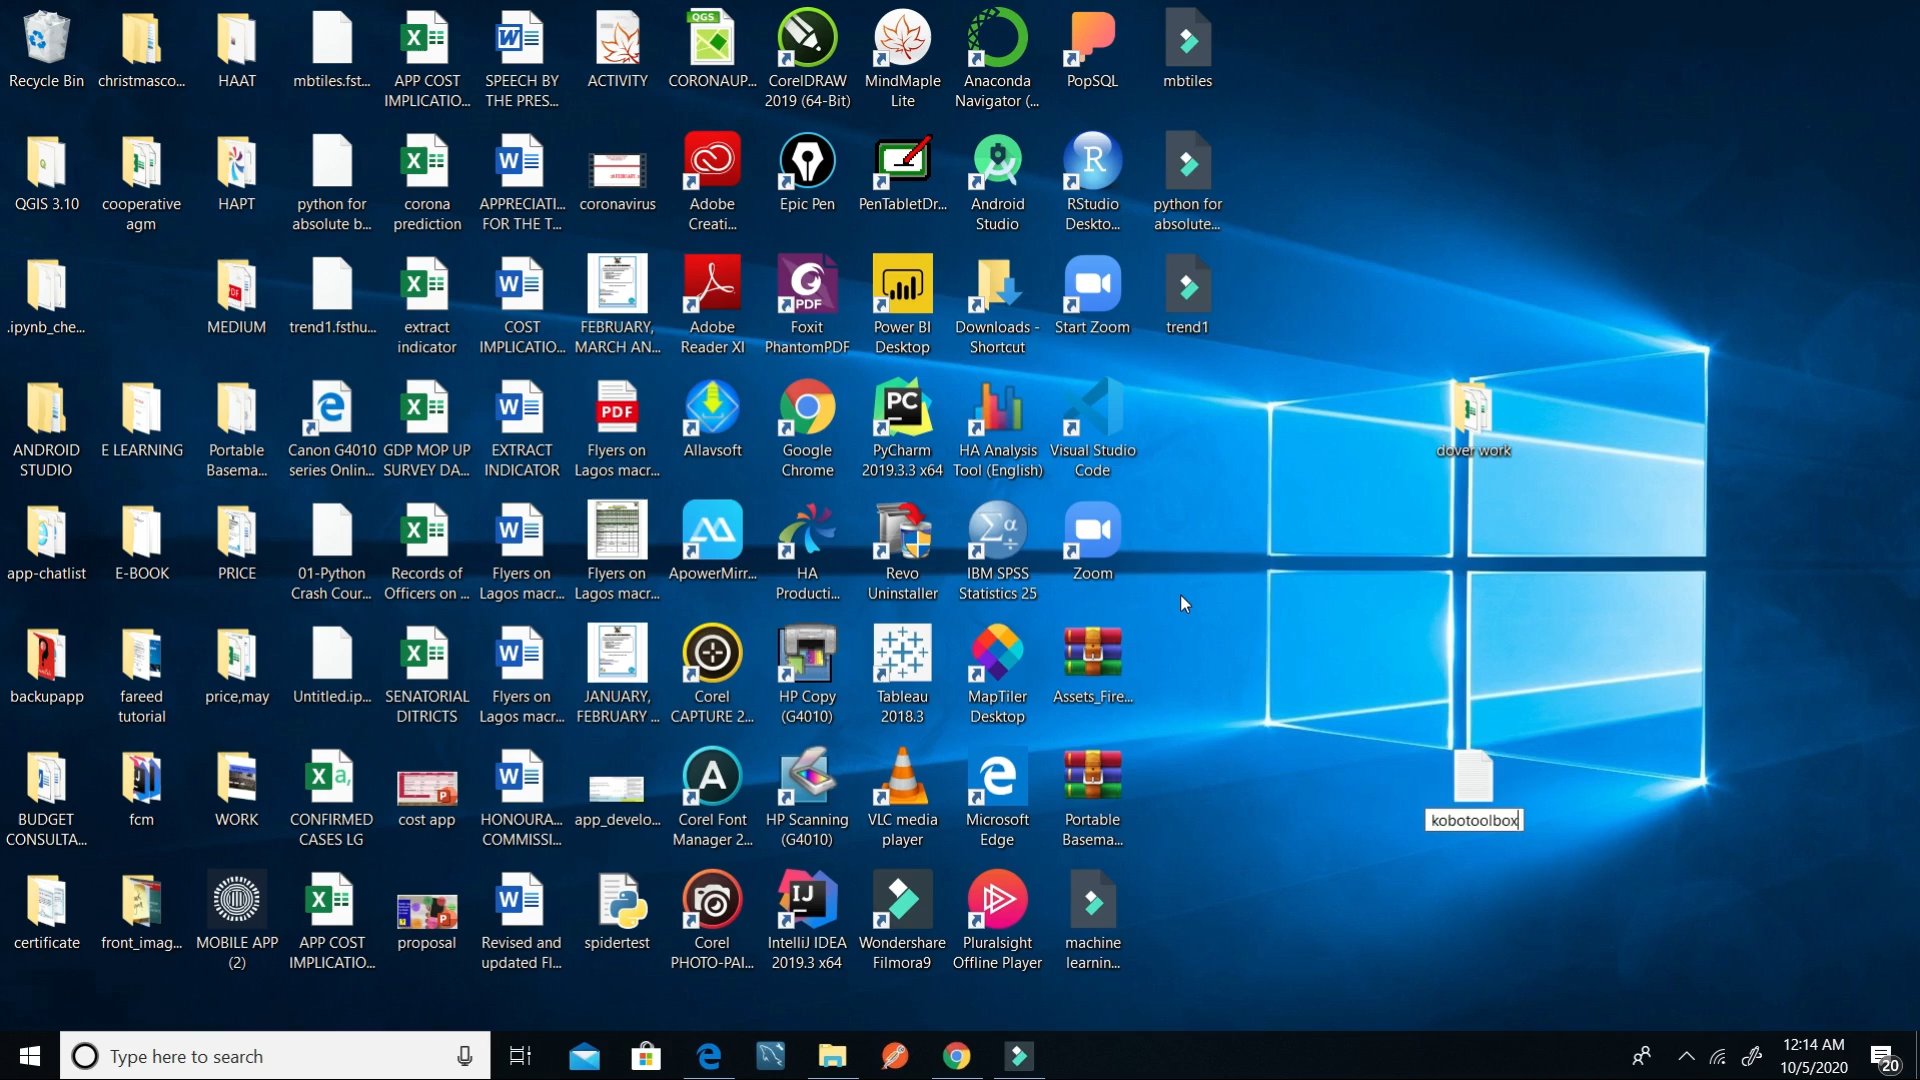 Recycle Bin
christmasco...
HAAT
mbtiles.fst...
APP COST
IMPLICATIO...
SPEECH BY
THE PRES...
ACTIVITY
CORONAUP...
CorelDRAW
2019 (64-Bit)
MindMaple
Lite
Anaconda
Navigator (...
PopSQL
mbtiles
QGIS 3.10
cooperative
agm
HAPT
python for
absolute b...
corona
prediction
APPRECIATI...
FOR THE T...
coronavirus
Adobe
Creati...
Epic Pen
PenTabletDr...
Android
Studio
RStudio
Deskto...
python for
absolute...
.ipynb_che...
MEDIUM
trend1.fsthu...
extract
indicator
COST
IMPLICATIO...
FEBRUARY,
MARCH AN...
Adobe
Reader XI
Foxit
PhantomPDF
Power BI
Desktop
Downloads -
Shortcut
Start Zoom
trend1
ANDROID
STUDIO
E LEARNING
Portable
Basema...
Canon G4010
series Onlin...
GDP MOP UP
SURVEY DA...
EXTRACT
INDICATOR
Flyers on
Lagos macr...
Allavsoft
Google
Chrome
PyCharm
2019.3.3 x64
HA Analysis
Tool (English)
Visual Studio
Code
dover work
app-chatlist
E-BOOK
PRICE
01-Python
Crash Cour...
Records of
Officers on ...
Flyers on
Lagos macr...
Flyers on
Lagos macr...
ApowerMirr...
HA
Producti...
Revo
Uninstaller
IBM SPSS
Statistics 25
Zoom
backupapp
fareed
tutorial
price,may
Untitled.ip...
SENATORIAL
DITRICTS
Flyers on
Lagos macr...
JANUARY,
FEBRUARY ...
Corel
CAPTURE 2...
HP Copy
(G4010)
Tableau
2018.3
MapTiler
Desktop
Assets_Fire...
BUDGET
CONSULTA...
fcm
WORK
CONFIRMED
CASES LG
cost app
HONOURA...
COMMISSI...
app_develo...
Corel Font
Manager 2...
HP Scanning
(G4010)
VLC media
player
Microsoft
Edge
Portable
Basema...
kobotoolbox
certificate
front_imag...
MOBILE APP
(2)
APP COST
IMPLICATIO...
proposal
Revised and
updated Fl...
spidertest
Corel
PHOTO-PAI...
IntelliJ IDEA
2019.3 x64
Wondershare
Filmora9
Pluralsight
Offline Player
machine
learnin...
Type here to search
12:14 AM
10/5/2020
20